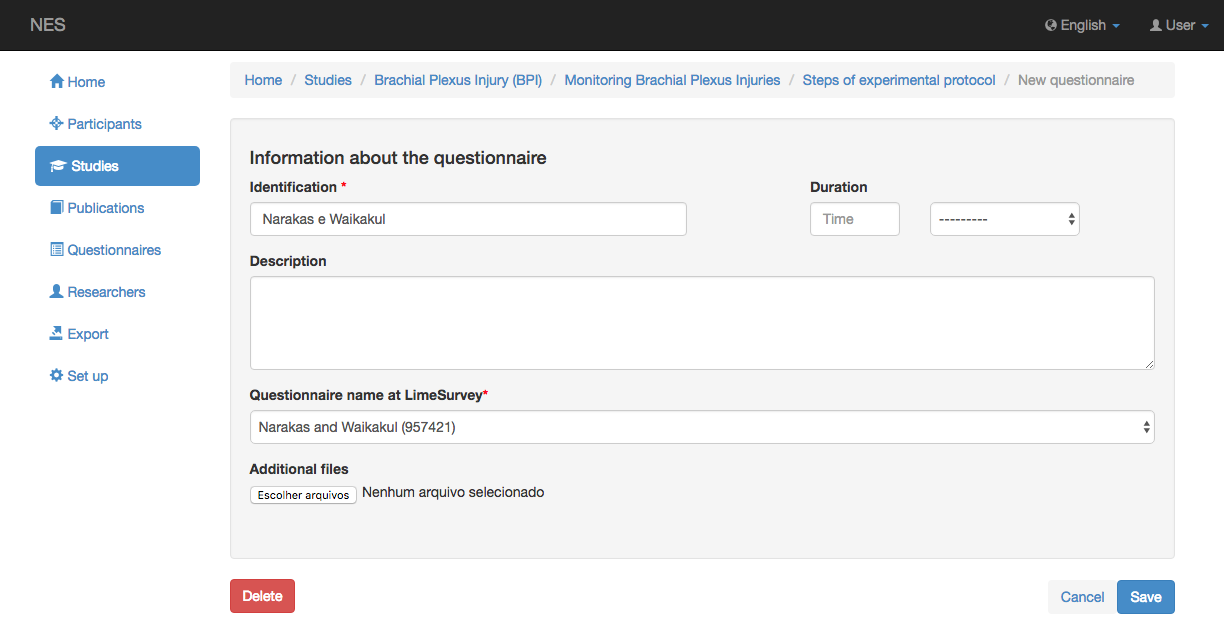 NES
English
User
Home
Participants
Studies
Publications
Questionnaires
Researchers
Export
Set up
Home / Studies / Brachial Plexus Injury (BPI) / Monitoring Brachial Plexus Injuries / Steps of experimental protocol / New questionnaire
Information about the questionnaire
Identification *
Duration
Narakas e Waikakul
Time
---------
Description
Questionnaire name at LimeSurvey*
Narakas and Waikakul (957421)
Additional files
Escolher arquivos Nenhum arquivo selecionado
Delete
Cancel
Save